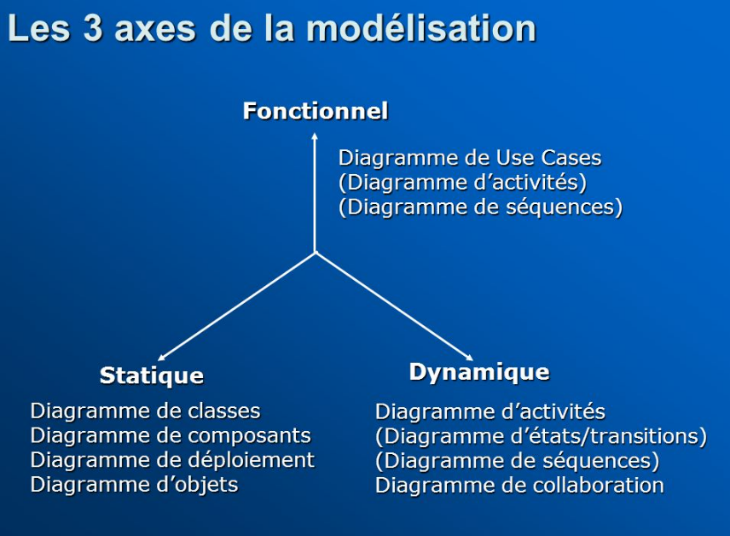 Les 3 axes de la modélisation
Fonctionnel
Diagramme de Use Cases
(Diagramme d’activités)
(Diagramme de séquences)
Statique
Diagramme de classes
Diagramme de composants
Diagramme de déploiement
Diagramme d’objets
Dynamique
Diagramme d’activités
(Diagramme d’états/transitions)
(Diagramme de séquences)
Diagramme de collaboration